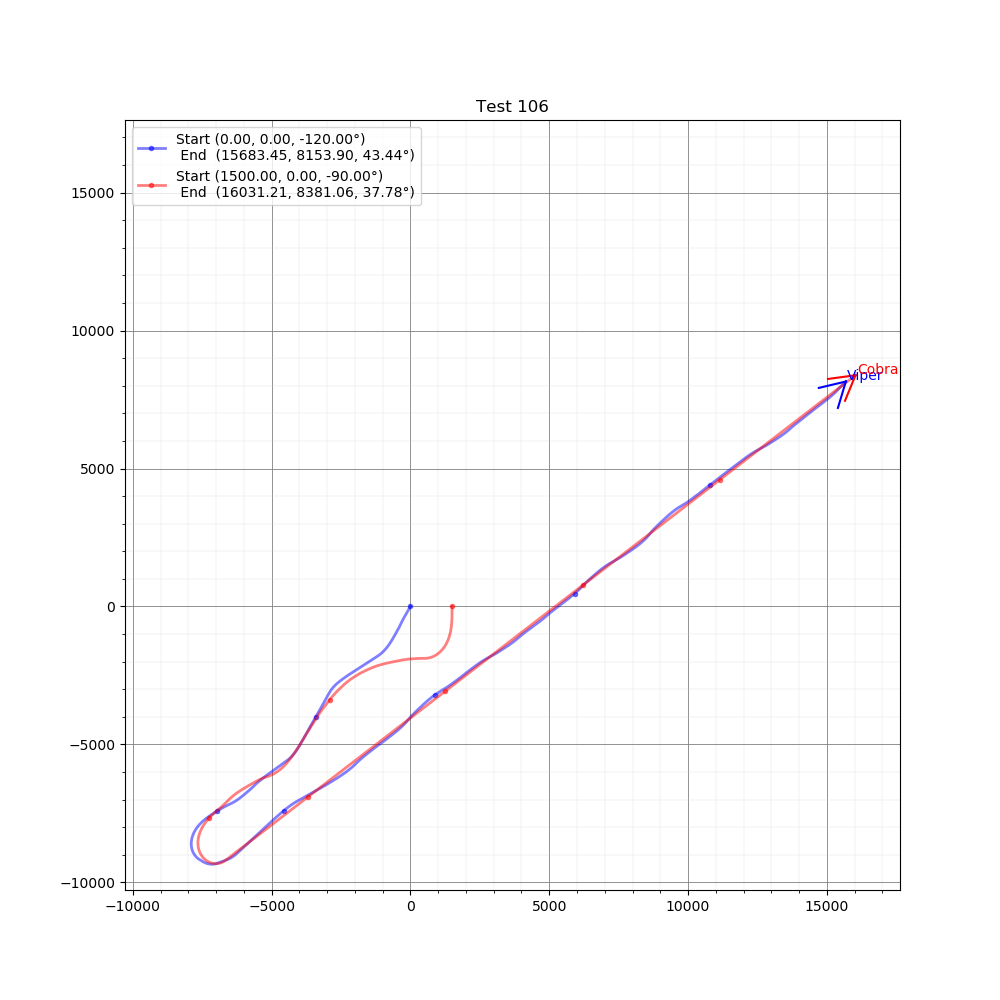 Test 106
Start (0.00, 0.00, -120.00°)
End  (15683.45, 8153.90, 43.44°)
Start (1500.00, 0.00, -90.00°)
End  (16031.21, 8381.06, 37.78°)
15000
10000
5000
0
−5000
−10000
Cobra
Viper
−10000 −5000 0 5000 10000 15000